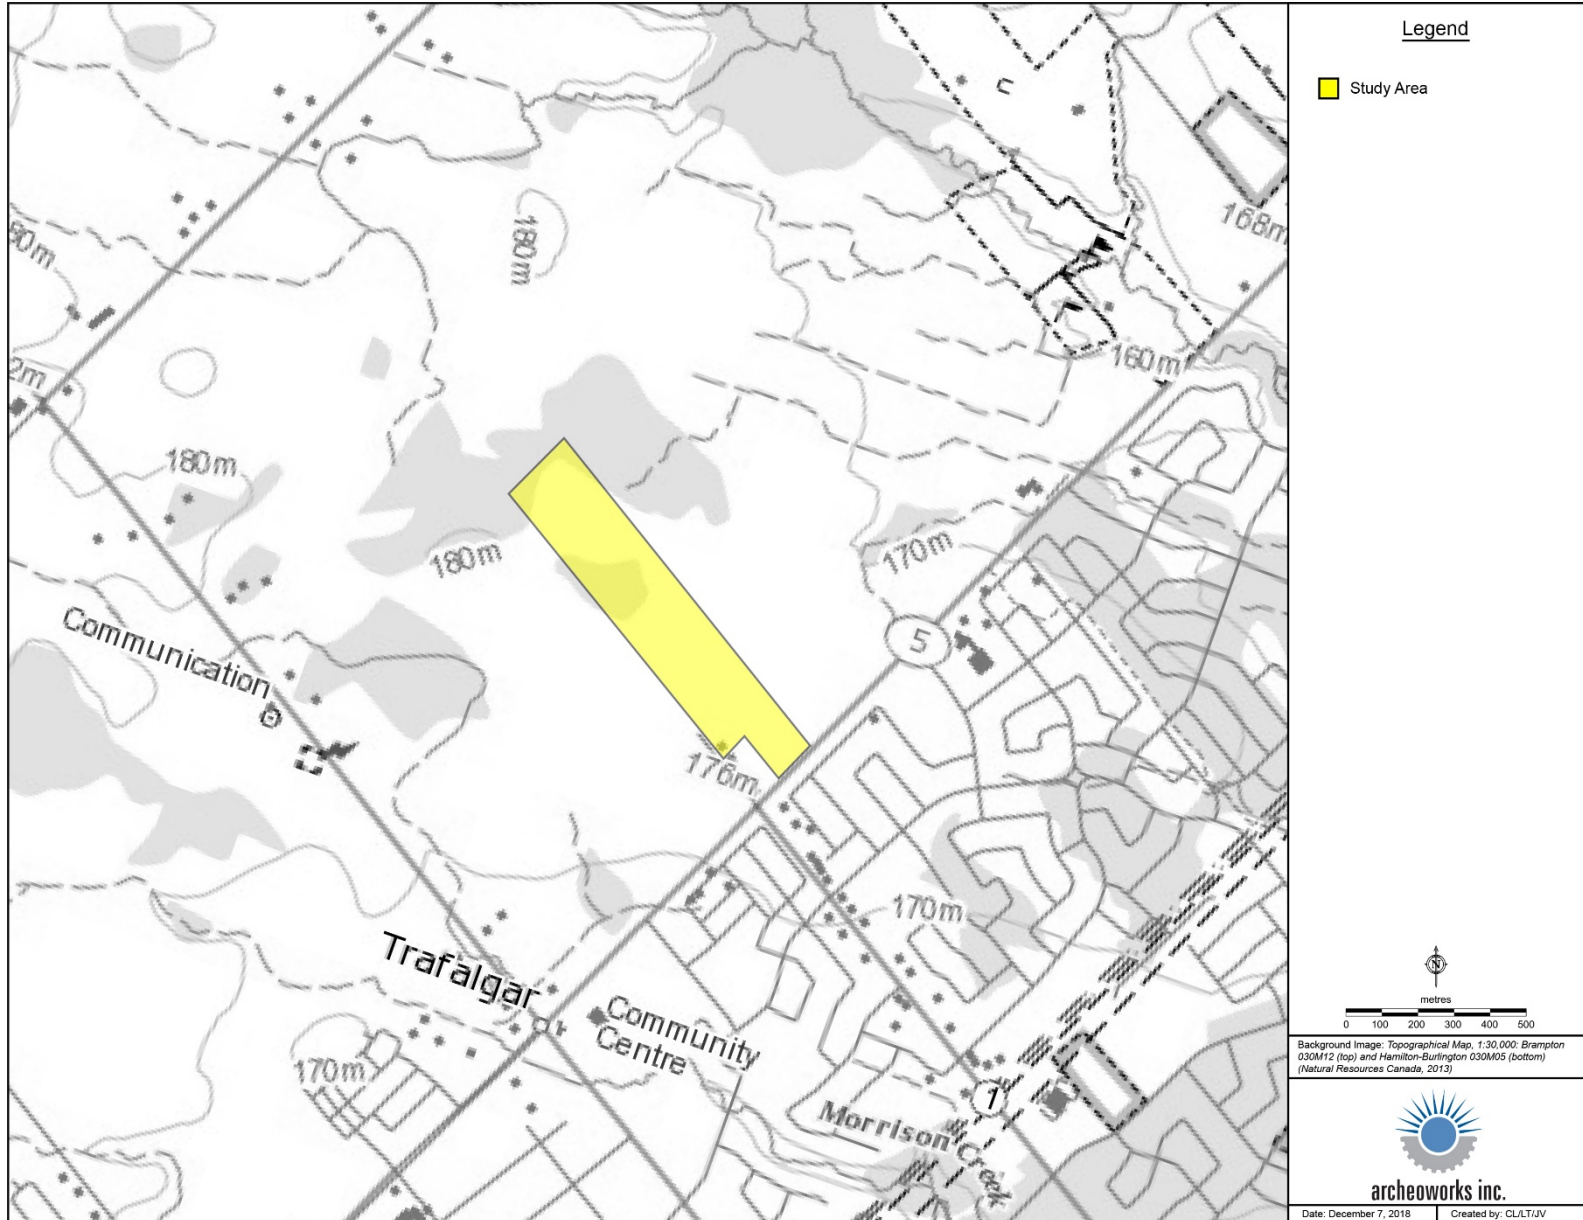 180m
168m
80m
160m
2m
180m
170m
180m
5
Communication
176m
170m
Trafalgar
Community
Centre
170m
1
Morrison Creek
Legend
Study Area
N
metres
0 100 200 300 400 500
Background Image: Topographical Map, 1:30,000: Brampton
030M12 (top) and Hamilton-Burlington 030M05 (bottom)
(Natural Resources Canada, 2013)
archeoworks inc.
Date: December 7, 2018
Created by: CL/LT/JV